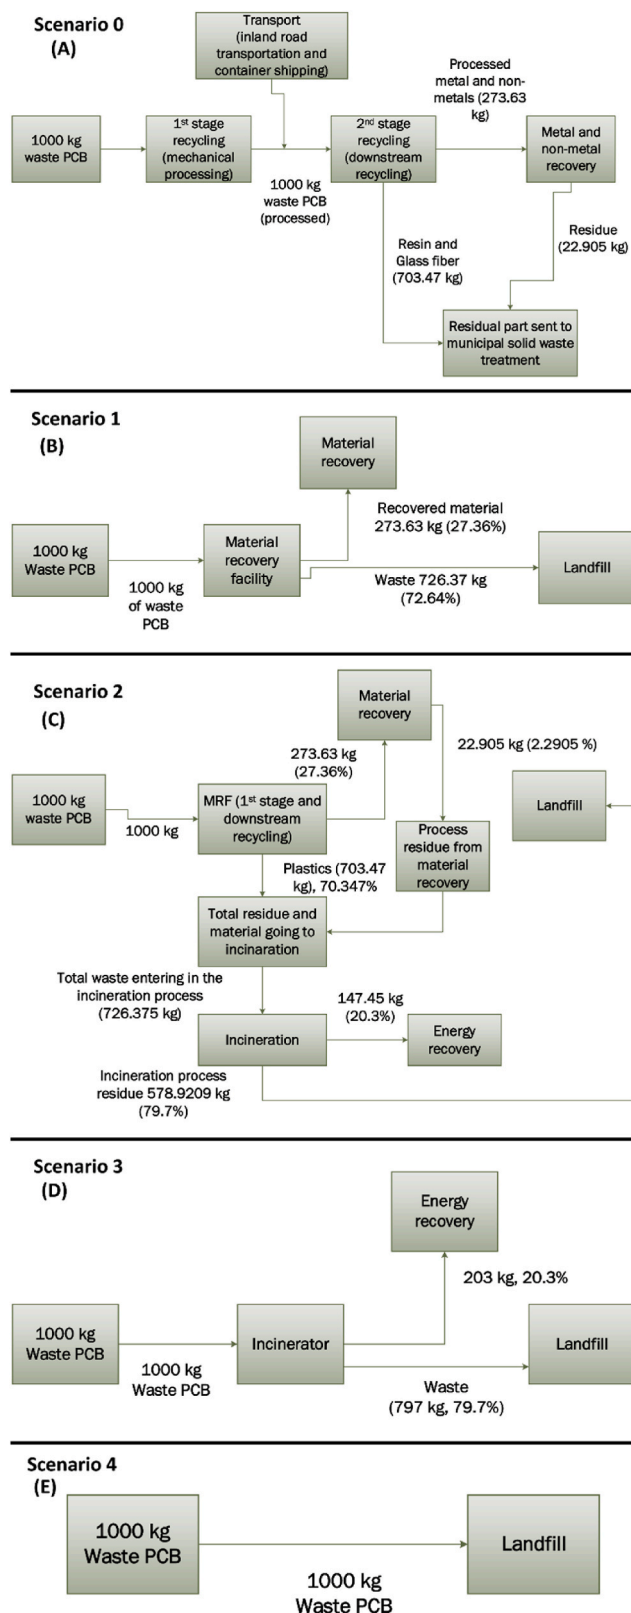 Scenario 0
(A)
Transport
(inland road
transportation and
container shipping)
Processed
metal and non-
metals (273.63
kg)
1000 kg
waste PCB
1st stage
recycling
(mechanical
processing)
2nd stage
recycling
(downstream
recycling)
Metal and
non-metal
recovery
1000 kg
waste PCB
(processed)
Resin and
Glass fiber
(703.47 kg)
Residue
(22.905 kg)
Residual part sent to
municipal solid waste
treatment
Scenario 1
(B)
Material
recovery
Recovered material
273.63 kg (27.36%)
1000 kg
Waste PCB
Material
recovery
facility
Landfill
1000 kg
of waste
PCB
Waste 726.37 kg
(72.64%)
Scenario 2
(C)
Material
recovery
273.63 kg
(27.36%)
22.905 kg (2.2905 %)
1000 kg
waste PCB
1000 kg
MRF (1st stage and
downstream
recycling)
Landfill
Process
residue from
material
recovery
Plastics (703.47
kg), 70.347%
Total residue and
material going to
incinaration
Total waste entering in the
incineration process
(726.375 kg)
147.45 kg
(20.3%)
Incineration
Energy
recovery
Incineration process
residue 578.9209 kg
(79.7%)
Scenario 3
(D)
Energy
recovery
203 kg, 20.3%
1000 kg
Waste PCB
Incinerator
Landfill
1000 kg
Waste PCB
Waste
(797 kg, 79.7%)
Scenario 4
(E)
1000 kg
Waste PCB
Landfill
1000 kg
Waste PCB